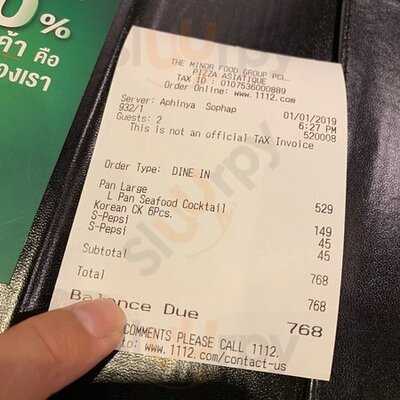 0%
ค้า คือ
องเรา
THE MINOR FOOD GROUP PCL.
PIZZA ASIATIQUE
TAX ID : 0107536000889
Order Online: www.1112.com
Server: Aphinya Sophap 01/01/2019
932/1 6:27 PM
Guests: 2 520008
This is not an official TAX Invoice
Order Type: DINE IN
Pan Large
L Pan Seafood Cocktail 529
Korean CK 6Pcs. 149
S-Pepsi 45
S-Pepsi 45
Subtotal 768
Total 768
Balance Due 768
COMMENTS PLEASE CALL 1112.
to: www.1112.com/contact-us
sluurpy